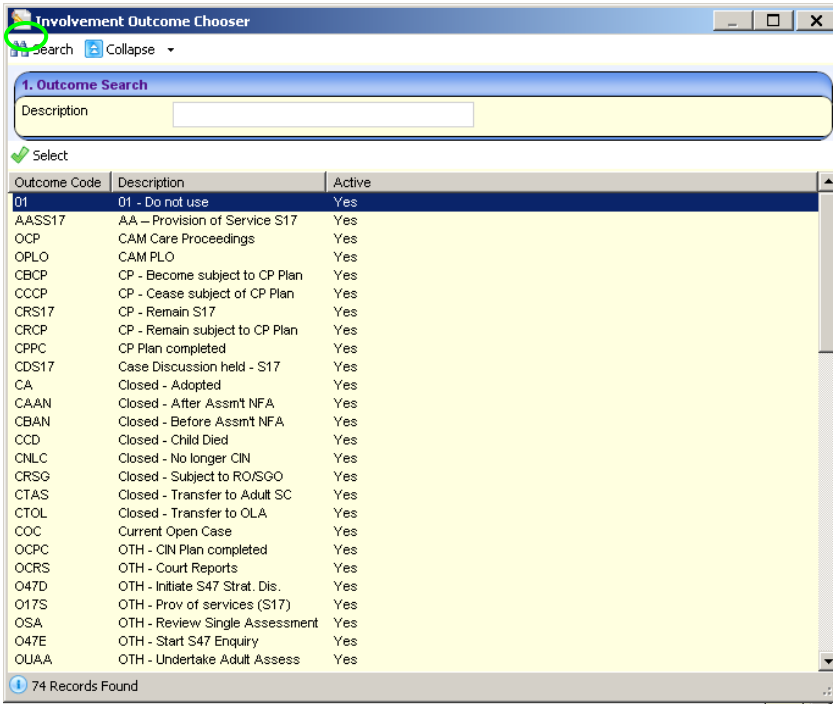 Involvement Outcome Chooser
Search Collapse
1. Outcome Search
Description
Select
Outcome Code Description Active
01 01 - Do not use Yes
AASS17 AA – Provision of Service S17 Yes
OCP CAM Care Proceedings Yes
OPLO CAM PLO Yes
CBCP CP - Become subject to CP Plan Yes
CCCP CP - Cease subject of CP Plan Yes
CRS17 CP - Remain S17 Yes
CRCP CP - Remain subject to CP Plan Yes
CPPC CP Plan completed Yes
CDS17 Case Discussion held - S17 Yes
CA Closed - Adopted Yes
CAAN Closed - After Assm't NFA Yes
CBAN Closed - Before Assm't NFA Yes
CCD Closed - Child Died Yes
CNLC Closed - No longer CIN Yes
CRSG Closed - Subject to RO/SGO Yes
CTAS Closed - Transfer to Adult SC Yes
CTOL Closed - Transfer to OLA Yes
COC Current Open Case Yes
OCPC OTH - CIN Plan completed Yes
OCRS OTH - Court Reports Yes
O47D OTH - Initiate S47 Strat. Dis. Yes
O17S OTH - Prov of services (S17) Yes
OSA OTH - Review Single Assessment Yes
O47E OTH - Start S47 Enquiry Yes
OUAA OTH - Undertake Adult Assess Yes
74 Records Found